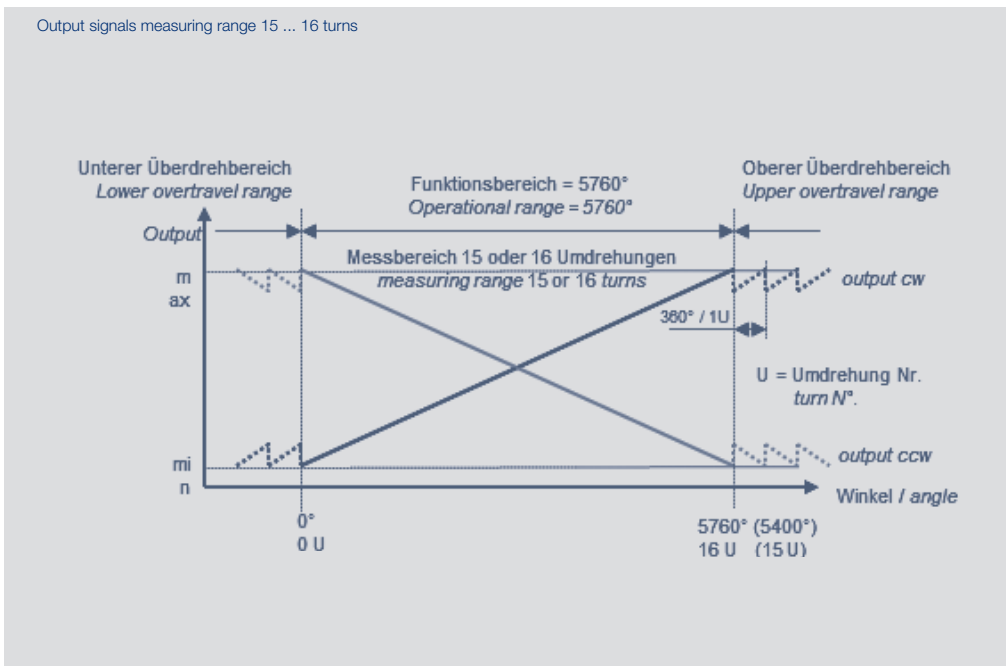 Output signals measuring range 15 ... 16 turns
Unterer Überdrehbereich
Lower overtravel range
Funktionsbereich = 5760°
Operational range = 5760°
Oberer Überdrehbereich
Upper overtravel range
Output
Messbereich 15 oder 16 Umdrehungen
measuring range 15 or 16 turns
m
ax
output cw
360° / 1U
U = Umdrehung Nr.
turn N°.
mi
n
output ccw
Winkel / angle
0°
0 U
5760° (5400°)
16 U (15 U)